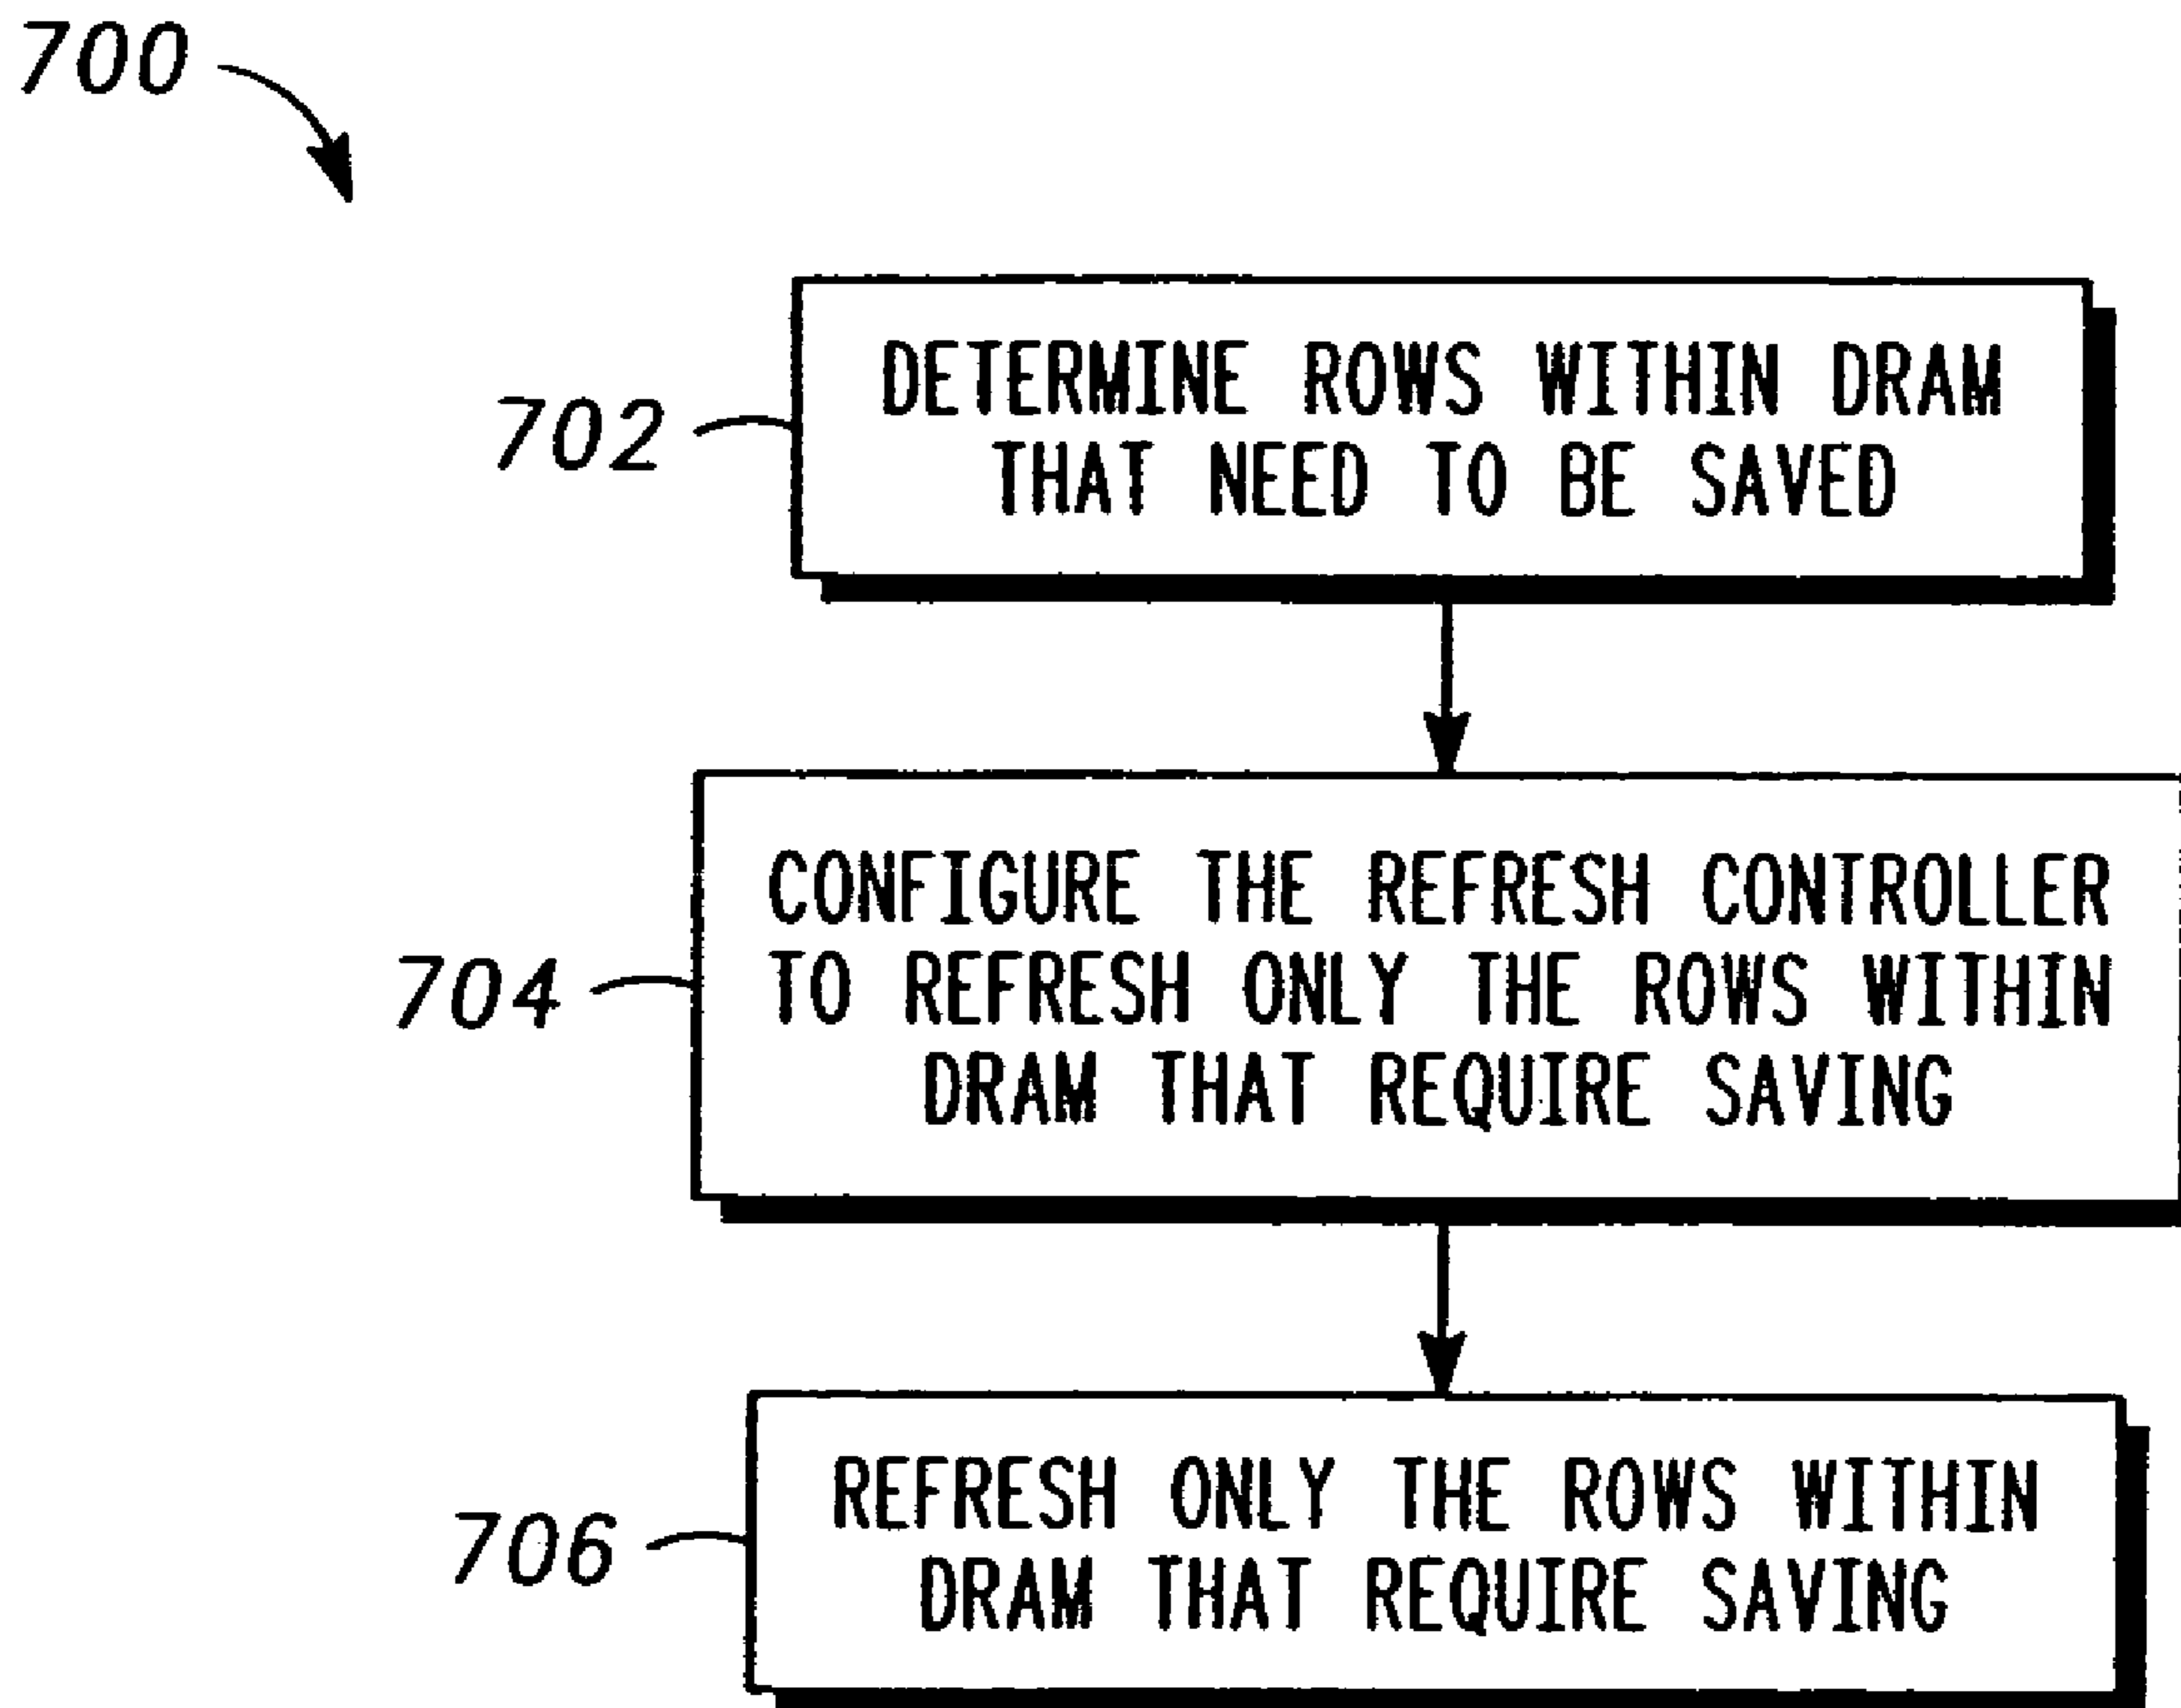 700
702
DETERMINE ROWS WITHIN DRAM
THAT NEED TO BE SAVED
704
CONFIGURE THE REFRESH CONTROLLER
TO REFRESH ONLY THE ROWS WITHIN
DRAM THAT REQUIRE SAVING
706
REFRESH ONLY THE ROWS WITHIN
DRAM THAT REQUIRE SAVING